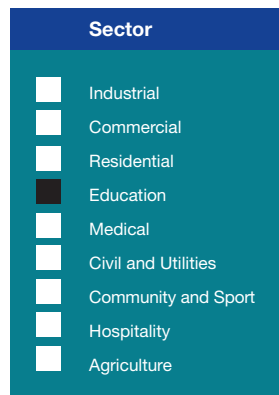 Sector
Industrial
Commercial
Residential
Education
Medical
Civil and Utilities
Community and Sport
Hospitality
Agriculture